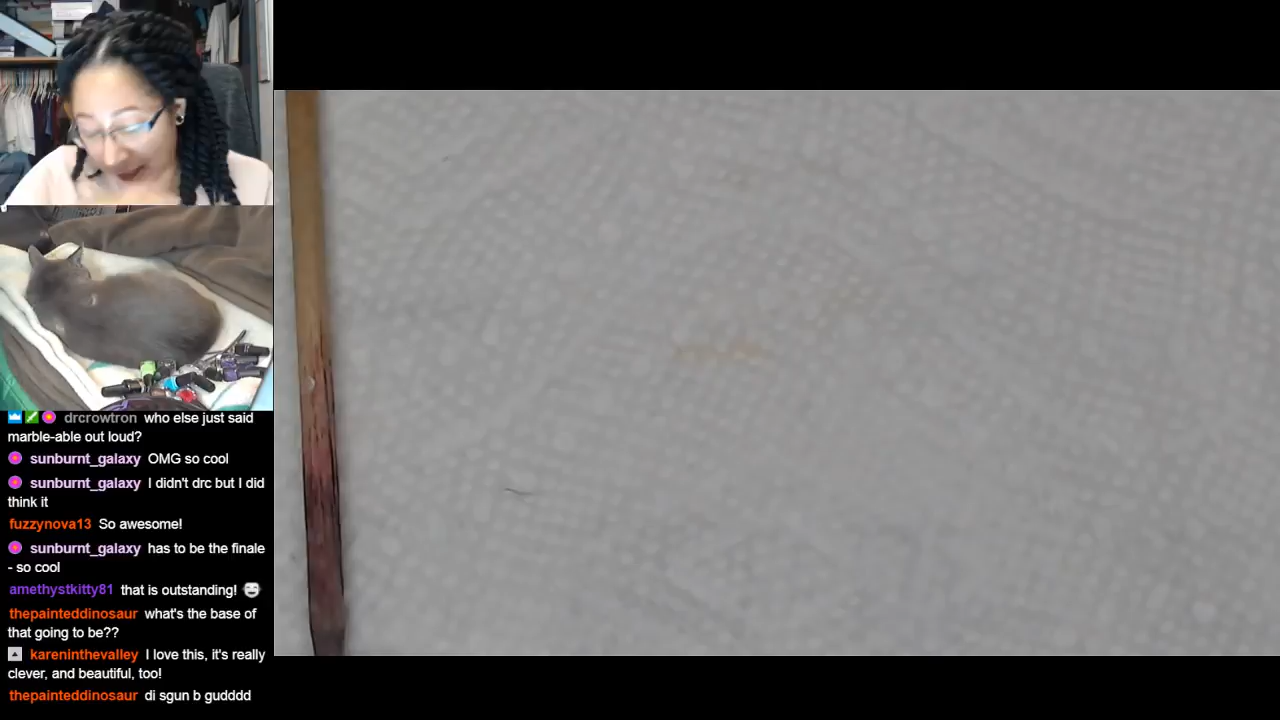 drcrowtron who else just said
marble-able out loud?
sunburnt_galaxy OMG so cool
sunburnt_galaxy I didn't drc but I did
think it
fuzzynova13 So awesome!
sunburnt_galaxy has to be the finale
- so cool
amethystkitty81 that is outstanding!
thepainteddinosaur what's the base of
that going to be??
kareninthevalley I love this, it's really
clever, and beautiful, too!
thepainteddinosaur di sgun b gudddd